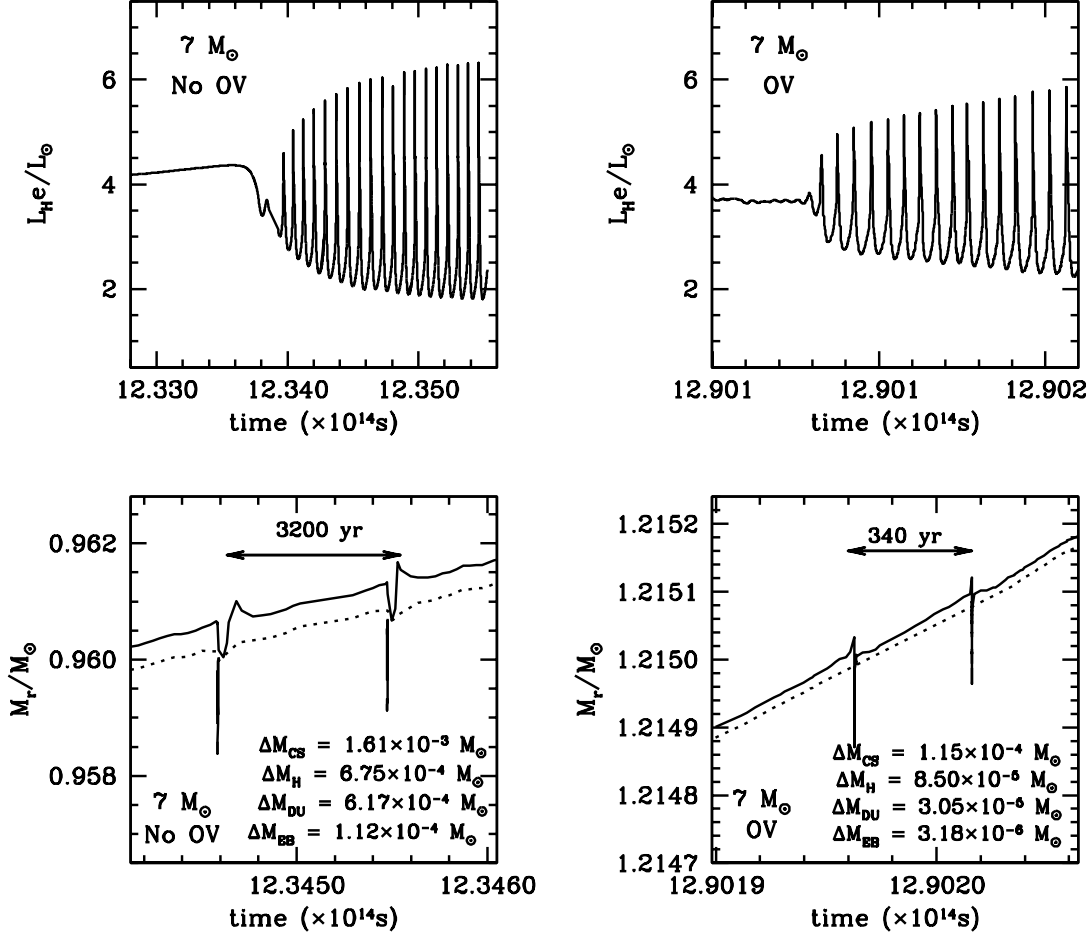 7 M⊙
No OV
6
4
2
L_He/L⊙
12.330 12.340 12.350
time (×10¹⁴s)
7 M⊙
OV
6
4
2
L_He/L⊙
12.901 12.901 12.902
time (×10¹⁴s)
3200 yr
0.962
0.960
0.958
M_r/M⊙
ΔM_CS = 1.61×10⁻³ M⊙
ΔM_H = 6.75×10⁻⁴ M⊙
ΔM_DU = 6.17×10⁻⁴ M⊙
ΔM_EB = 1.12×10⁻⁴ M⊙
7 M⊙
No OV
12.3450 12.3460
time (×10¹⁴s)
340 yr
1.2152
1.2151
1.2150
1.2149
1.2148
1.2147
M_r/M⊙
ΔM_CS = 1.15×10⁻⁴ M⊙
ΔM_H = 8.50×10⁻⁵ M⊙
ΔM_DU = 3.05×10⁻⁵ M⊙
ΔM_EB = 3.18×10⁻⁶ M⊙
7 M⊙
OV
12.9019 12.9020
time (×10¹⁴s)